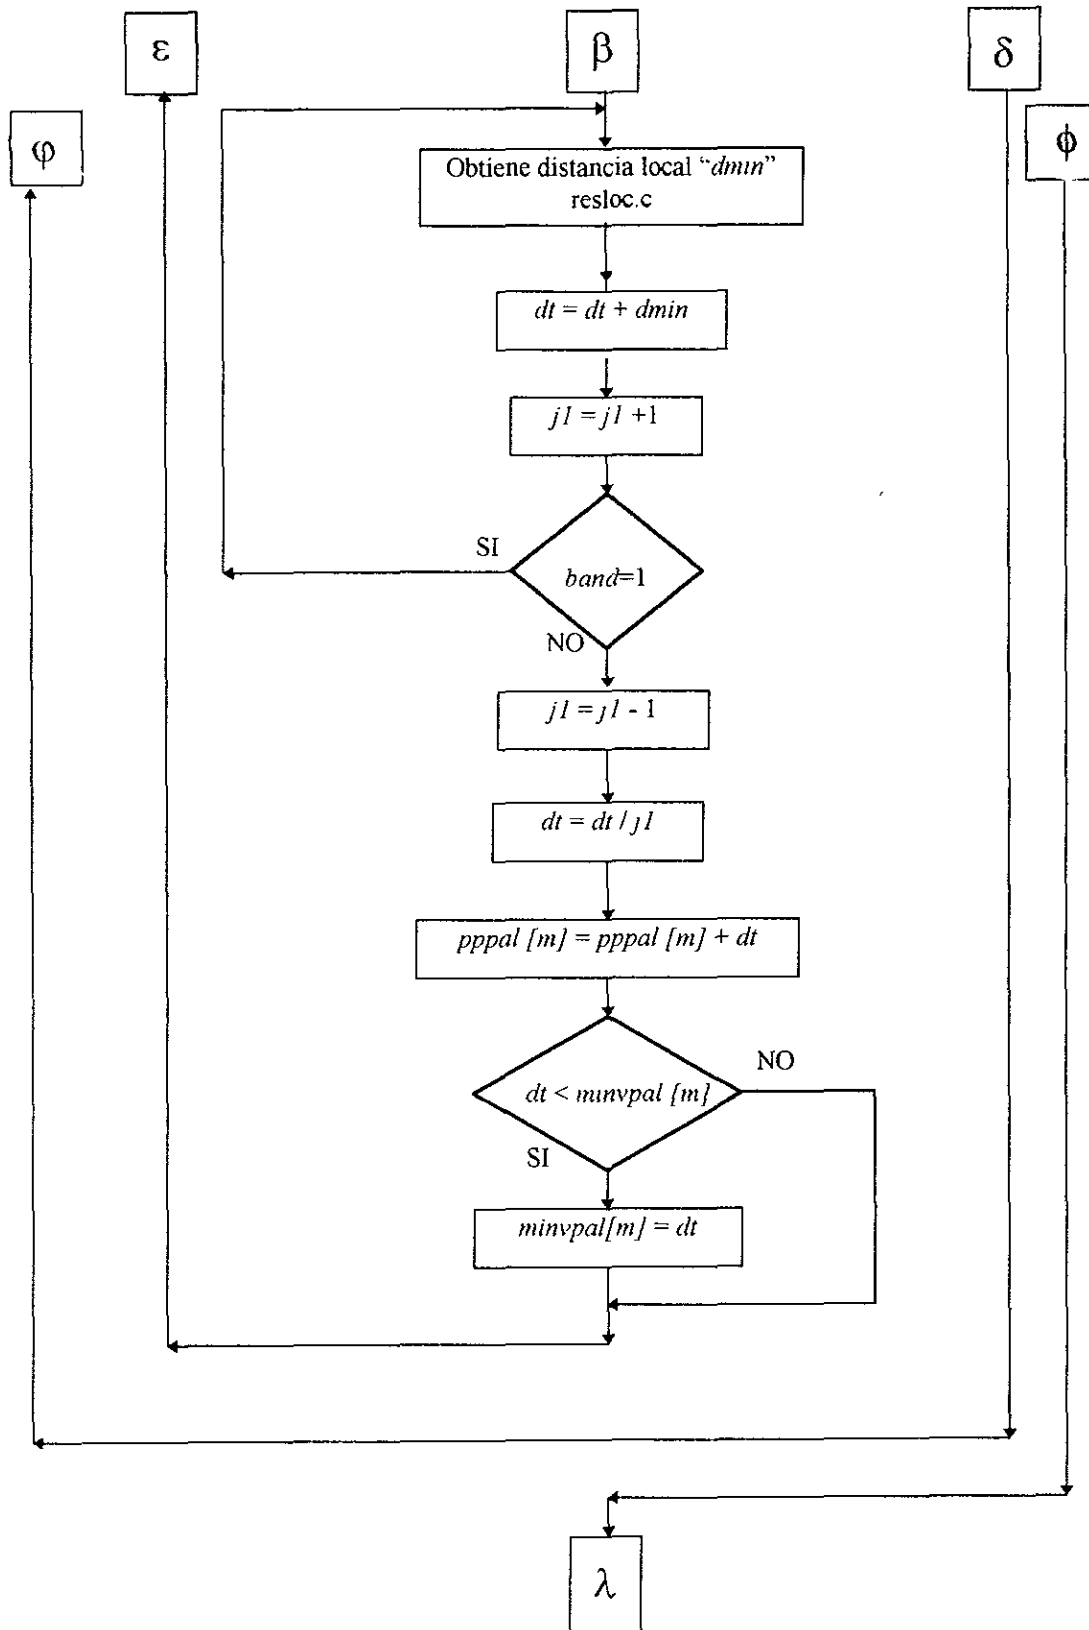 ε
β
δ
φ
ϕ
Obtiene distancia local “dmin”
resloc.c
dt = dt + dmin
j1 = j1 +1
SI
band=1
NO
j1 = j1 - 1
dt = dt / j1
pppal [m] = pppal [m] + dt
NO
dt < minvpal [m]
SI
minvpal[m] = dt
λ